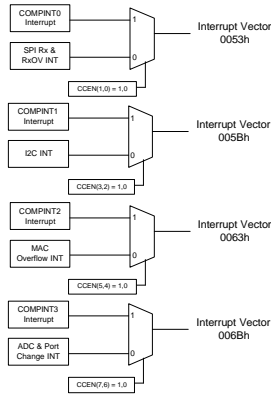 COMPINT0
Interrupt
1
Interrupt Vector
0053h
SPI Rx &
RxOV INT
0
CCEN(1,0) = 1,0
COMPINT1
Interrupt
1
Interrupt Vector
005Bh
I2C INT
0
CCEN(3,2) = 1,0
COMPINT2
Interrupt
1
Interrupt Vector
0063h
MAC
Overflow INT
0
CCEN(5,4) = 1,0
COMPINT3
Interrupt
1
Interrupt Vector
006Bh
ADC & Port
Change INT
0
CCEN(7,6) = 1,0